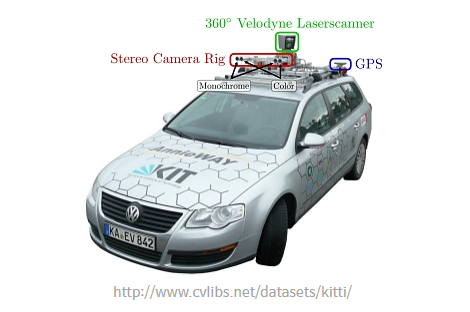 360° Velodyne Laserscanner
Stereo Camera Rig
GPS
Monochrome
Color
AnnieWAY
KIT
KA EV 842
http://www.cvlibs.net/datasets/kitti/